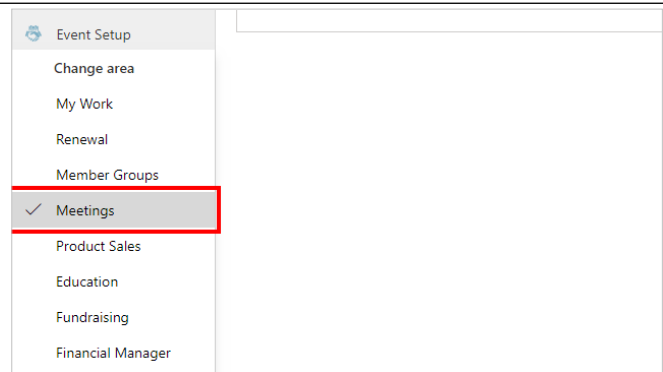 Event Setup
Change area
My Work
Renewal
Member Groups
Meetings
Product Sales
Education
Fundraising
Financial Manager